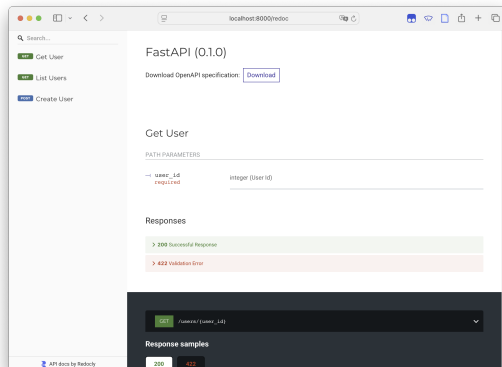 localhost:8000/redoc
Search...
GET Get User
GET List Users
POST Create User
API docs by Redocly
FastAPI (0.1.0)
Download OpenAPI specification: Download
Get User
PATH PARAMETERS
user_id
required
integer (User Id)
Responses
200 Successful Response
422 Validation Error
GET /users/{user_id}
Response samples
200 422